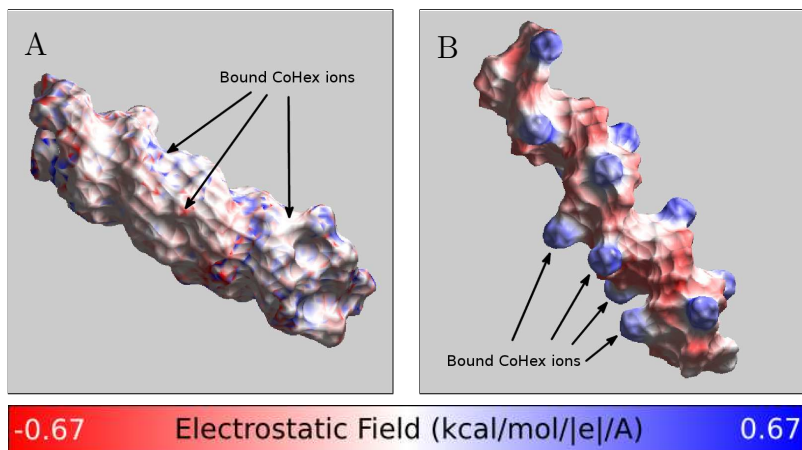 A
Bound CoHex ions
B
Bound CoHex ions
-0.67 Electrostatic Field (kcal/mol/|e|/A) 0.67